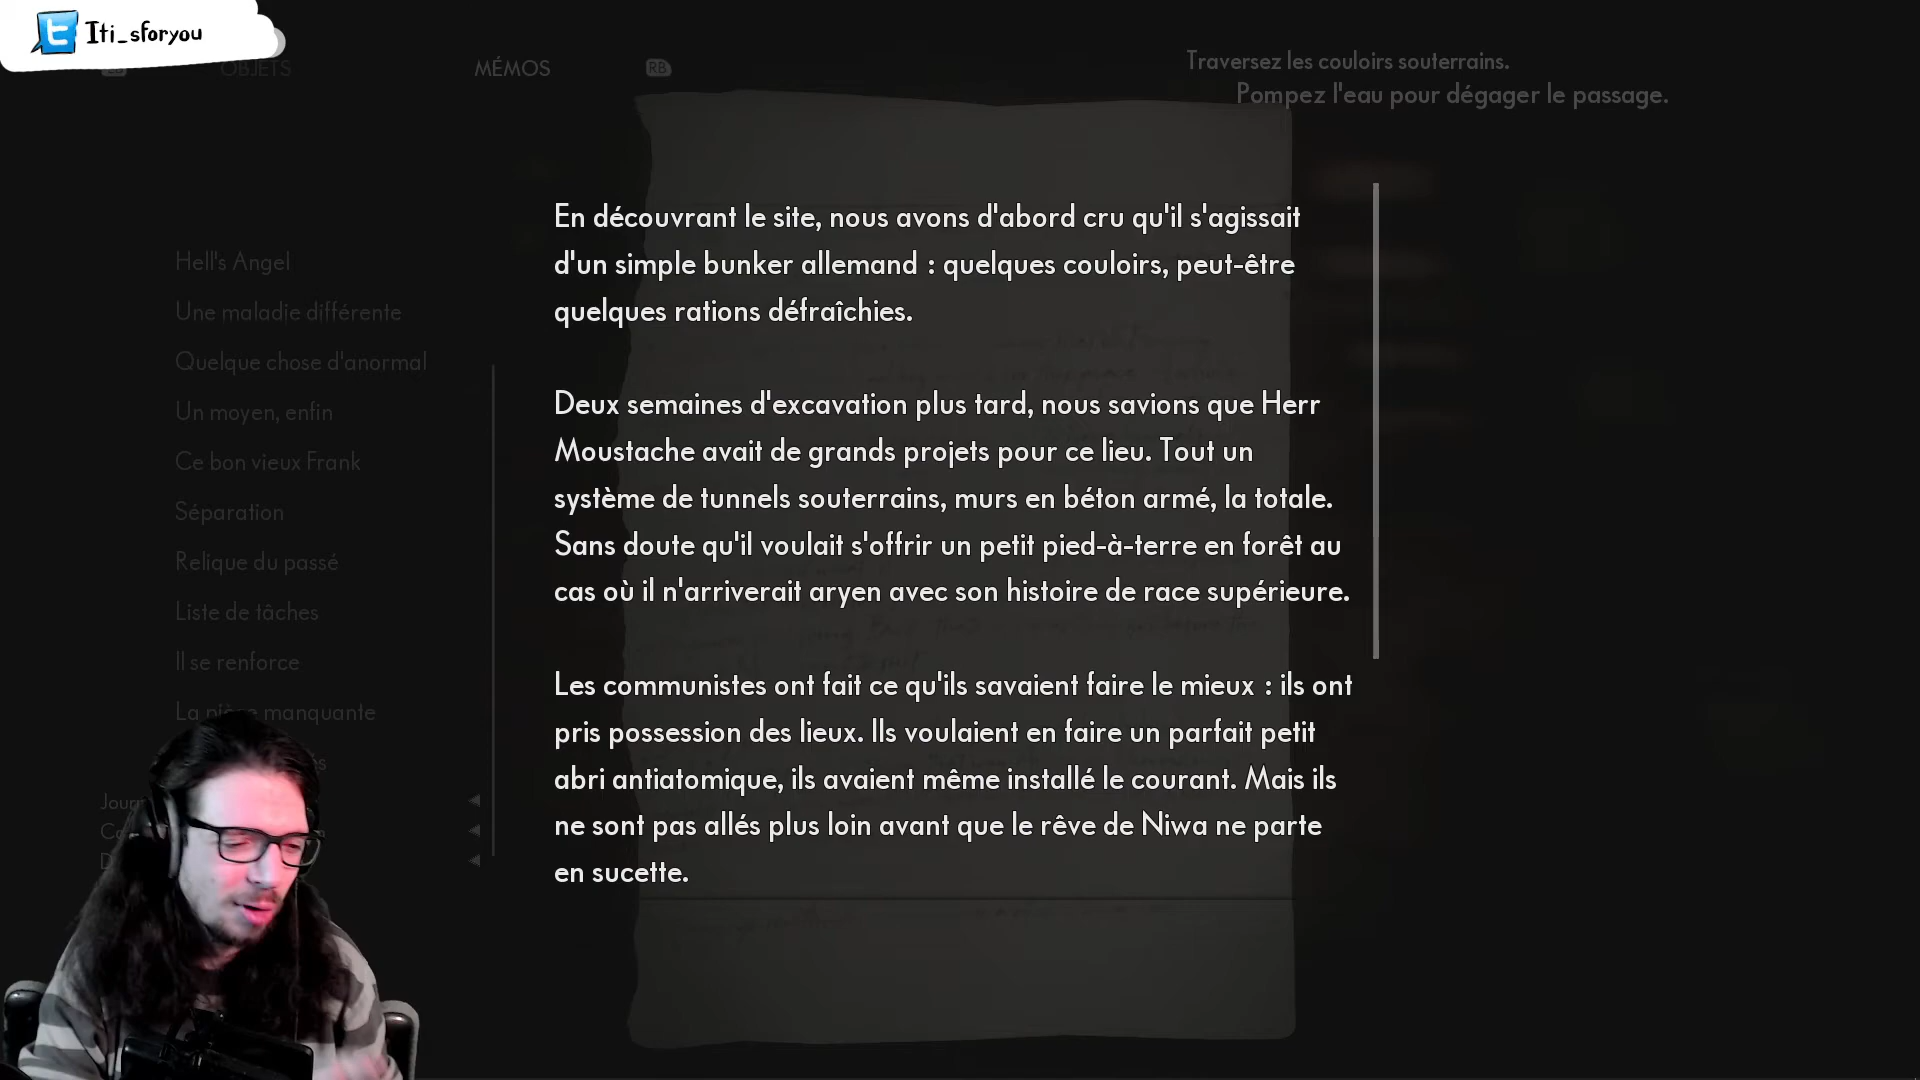 Iti_sforyou
OBJETS
MÉMOS
RB
Traversez les couloirs souterrains.
Pompez l'eau pour dégager le passage.
Hell's Angel
Une maladie différente
Quelque chose d'anormal
Un moyen, enfin
Ce bon vieux Frank
Séparation
Relique du passé
Liste de tâches
Il se renforce
La pièce manquante
En découvrant le site, nous avons d'abord cru qu'il s'agissait
d'un simple bunker allemand : quelques couloirs, peut-être
quelques rations défraîchies.
Deux semaines d'excavation plus tard, nous savions que Herr
Moustache avait de grands projets pour ce lieu. Tout un
système de tunnels souterrains, murs en béton armé, la totale.
Sans doute qu'il voulait s'offrir un petit pied-à-terre en forêt au
cas où il n'arriverait aryen avec son histoire de race supérieure.
Les communistes ont fait ce qu'ils savaient faire le mieux : ils ont
pris possession des lieux. Ils voulaient en faire un parfait petit
abri antiatomique, ils avaient même installé le courant. Mais ils
ne sont pas allés plus loin avant que le rêve de Niwa ne parte
en sucette.